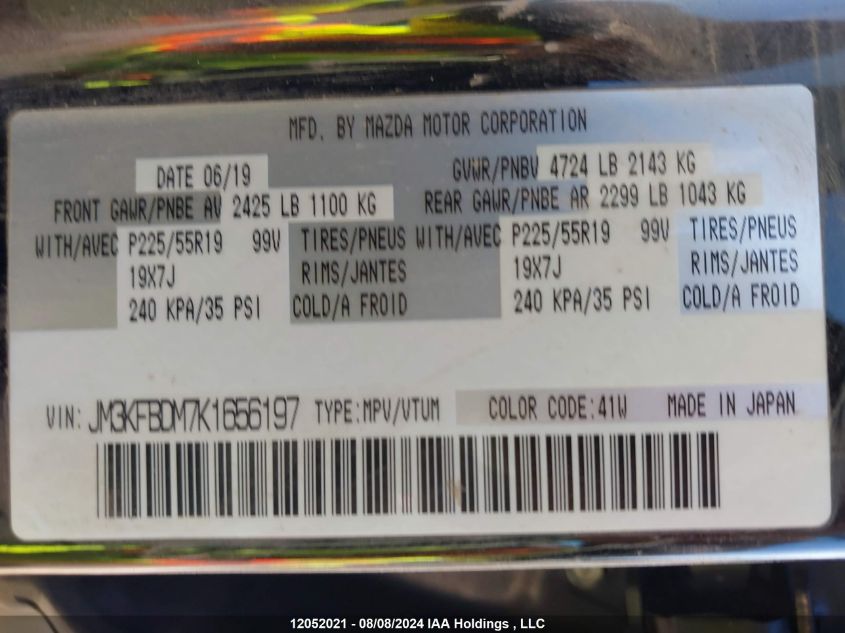 MFD. BY MAZDA MOTOR CORPORATION
DATE 06/19 GVWR/PNBV 4724 LB 2143 KG
FRONT GAWR/PNBE AV 2425 LB 1100 KG REAR GAWR/PNBE AR 2299 LB 1043 KG
WITH/AVEC P225/55R19 99V TIRES/PNEUS WITH/AVEC P225/55R19 99V TIRES/PNEUS
19X7J RIMS/JANTES 19X7J RIMS/JANTES
240 KPA/35 PSI COLD/A FROID 240 KPA/35 PSI COLD/A FROID
VIN: JM3KFBDM7K1656197 TYPE:MPV/VTUM COLOR CODE:41W MADE IN JAPAN
12052021 - 08/08/2024 IAA Holdings , LLC